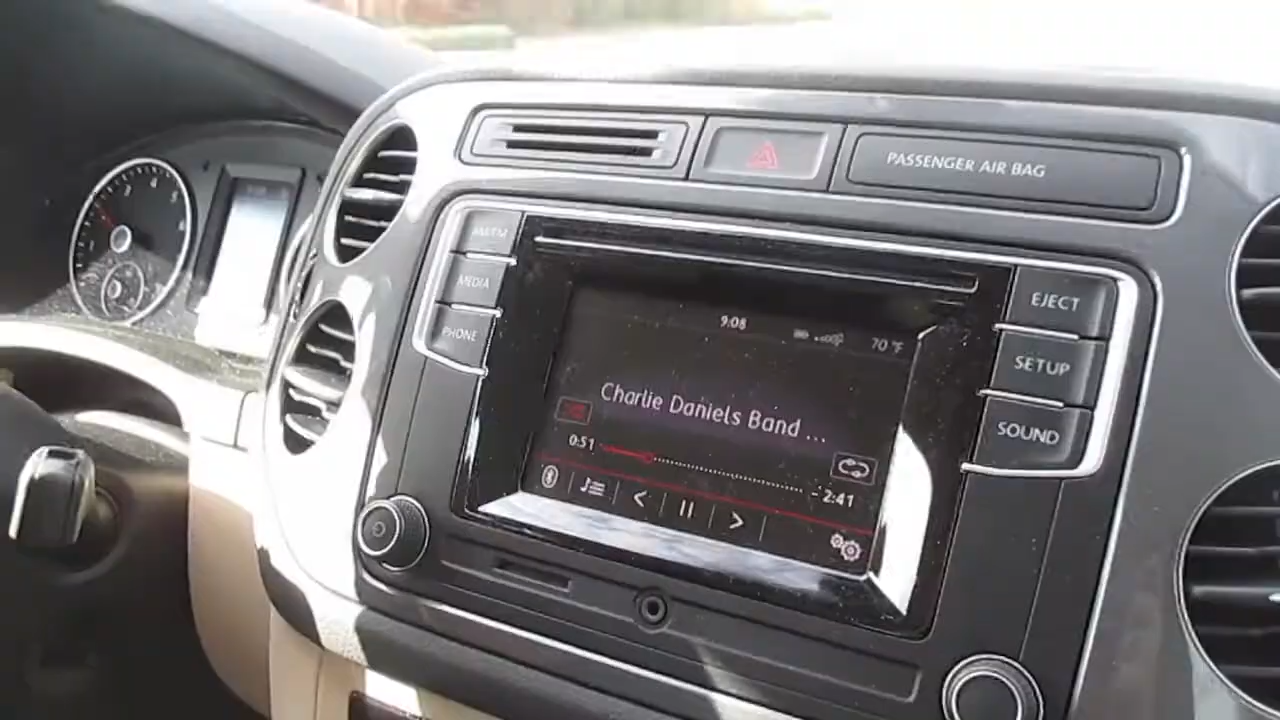 PASSENGER AIR BAG
MEDIA
PHONE
EJECT
SETUP
SOUND
9:08
70 °F
Charlie Daniels Band ...
0:51
- 2:41